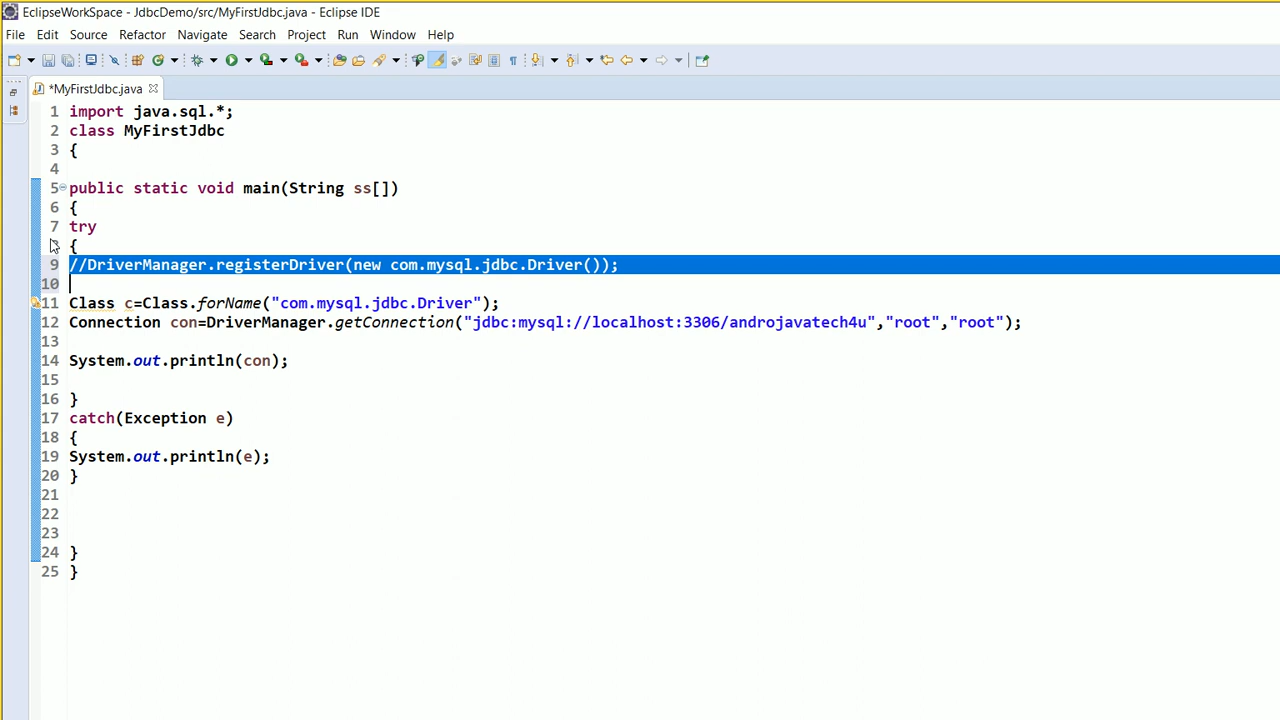 EclipseWorkSpace - JdbcDemo/src/MyFirstJdbc.java - Eclipse IDE
File Edit Source Refactor Navigate Search Project Run Window Help
*MyFirstJdbc.java
1 import java.sql.*;
2 class MyFirstJdbc
3 {
4
5 public static void main(String ss[])
6 {
7 try
{
9 //DriverManager.registerDriver(new com.mysql.jdbc.Driver());
10
11 Class c=Class.forName("com.mysql.jdbc.Driver");
12 Connection con=DriverManager.getConnection("jdbc:mysql://localhost:3306/androjavatech4u","root","root");
13
14 System.out.println(con);
15
16 }
17 catch(Exception e)
18 {
19 System.out.println(e);
20 }
21
22
23
24 }
25 }